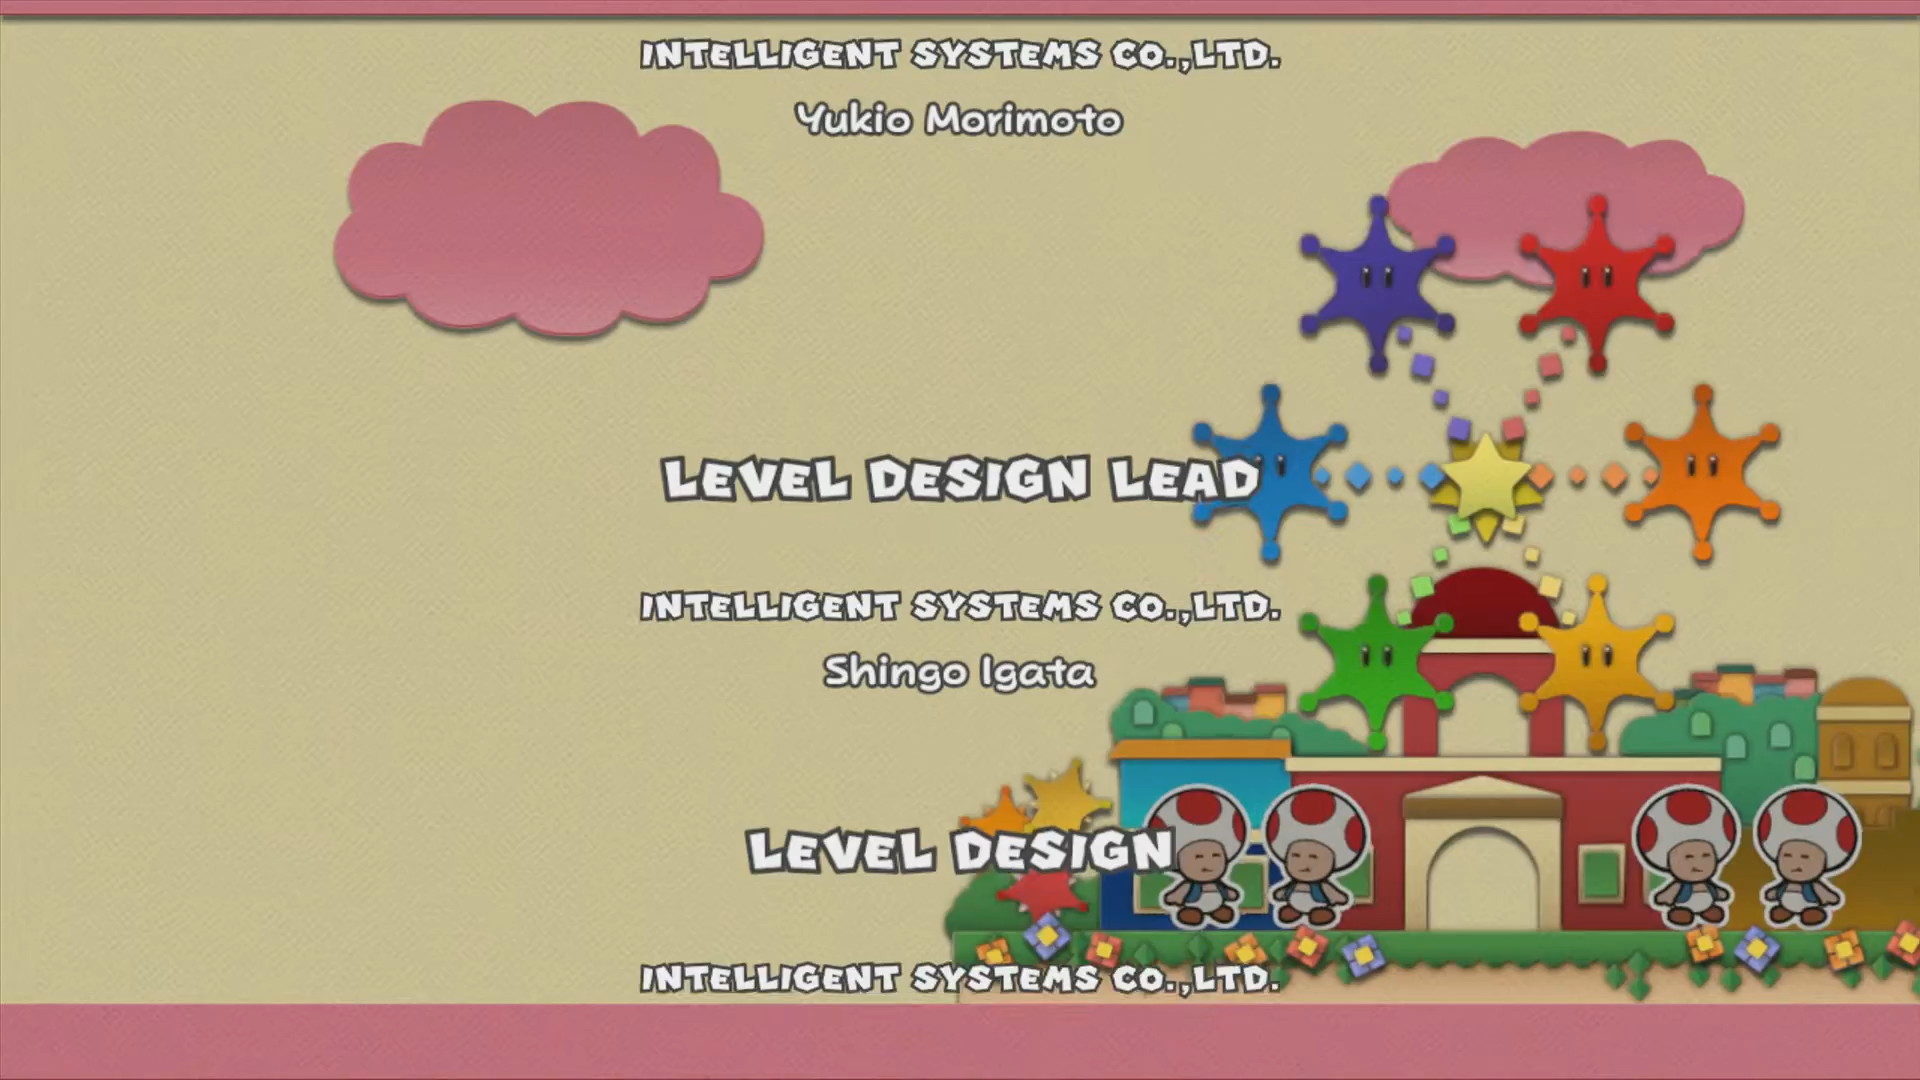 INTELLIGENT SYSTEMS CO.,LTD.
Yukio Morimoto
LEVEL DESIGN LEAD
INTELLIGENT SYSTEMS CO.,LTD.
Shingo Igata
LEVEL DESIGN
INTELLIGENT SYSTEMS CO.,LTD.